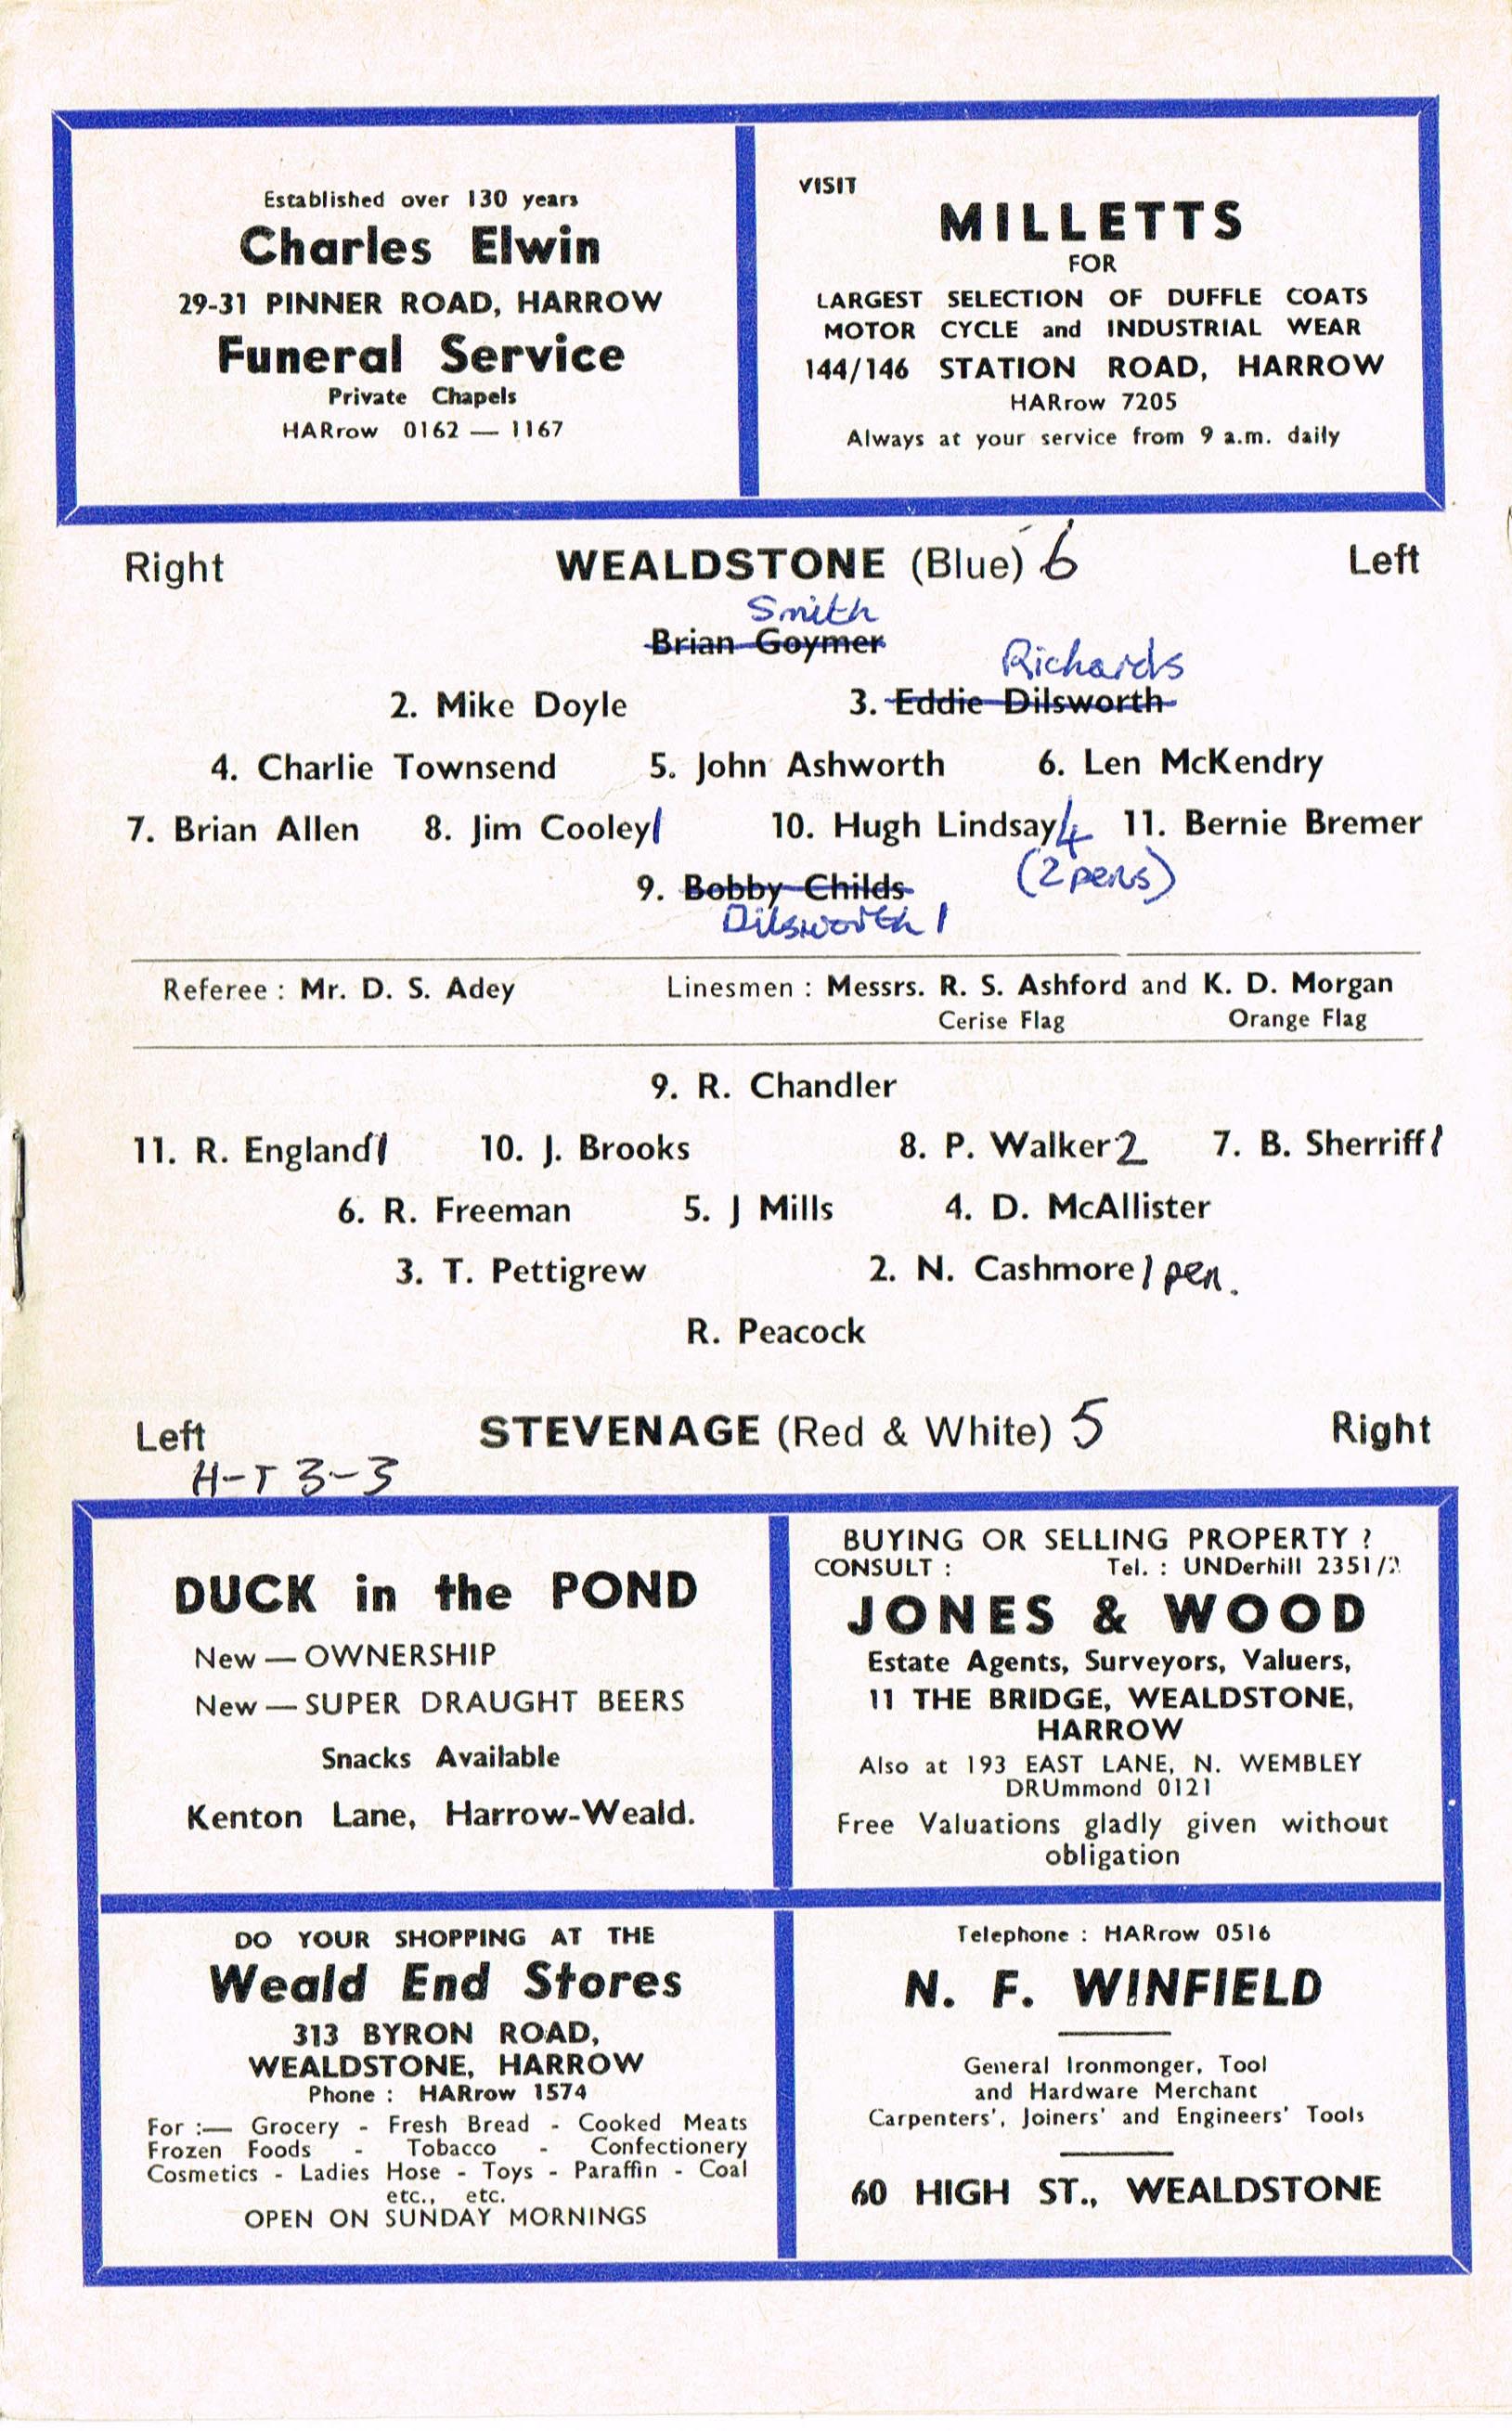 Established over 130 years
Charles Elwin
29-31 PINNER ROAD, HARROW
Funeral Service
Private Chapels
HARrow 0162 — 1167
VISIT
MILLETTS
FOR
LARGEST SELECTION OF DUFFLE COATS
MOTOR CYCLE and INDUSTRIAL WEAR
144/146 STATION ROAD, HARROW
HARrow 7205
Always at your service from 9 a.m. daily
Right WEALDSTONE (Blue) 6 Left
Smith
Brian Goymer
Richards
2. Mike Doyle 3. Eddie Dilsworth
4. Charlie Townsend 5. John Ashworth 6. Len McKendry
7. Brian Allen 8. Jim Cooley 1 10. Hugh Lindsay 4 11. Bernie Bremer
(2 pens)
9. Bobby Childs
Dilsworth 1
Referee : Mr. D. S. Adey Linesmen : Messrs. R. S. Ashford and K. D. Morgan
Cerise Flag Orange Flag
9. R. Chandler
11. R. England 1 10. J. Brooks 8. P. Walker 2 7. B. Sherriff 1
6. R. Freeman 5. J Mills 4. D. McAllister
3. T. Pettigrew 2. N. Cashmore 1 pen.
R. Peacock
Left STEVENAGE (Red & White) 5 Right
H-T 3-3
DUCK in the POND
New — OWNERSHIP
New — SUPER DRAUGHT BEERS
Snacks Available
Kenton Lane, Harrow-Weald.
BUYING OR SELLING PROPERTY ?
CONSULT : Tel. : UNDerhill 2351/2
JONES & WOOD
Estate Agents, Surveyors, Valuers,
11 THE BRIDGE, WEALDSTONE,
HARROW
Also at 193 EAST LANE, N. WEMBLEY
DRUmmond 0121
Free Valuations gladly given without
obligation
DO YOUR SHOPPING AT THE
Weald End Stores
313 BYRON ROAD,
WEALDSTONE, HARROW
Phone : HARrow 1574
For :— Grocery - Fresh Bread - Cooked Meats
Frozen Foods - Tobacco - Confectionery
Cosmetics - Ladies Hose - Toys - Paraffin - Coal
etc., etc.
OPEN ON SUNDAY MORNINGS
Telephone : HARrow 0516
N. F. WINFIELD
General Ironmonger, Tool
and Hardware Merchant
Carpenters', Joiners' and Engineers' Tools
60 HIGH ST., WEALDSTONE